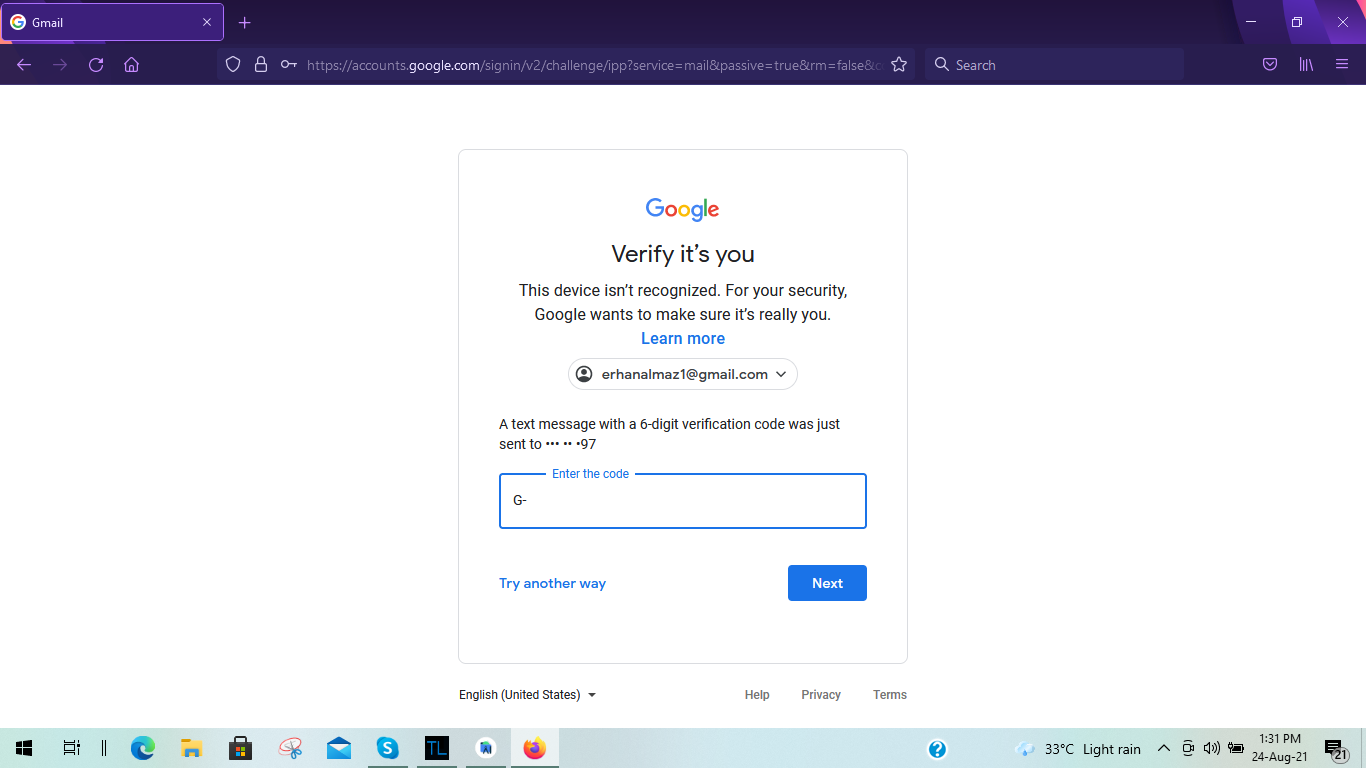 Gmail
https://accounts.google.com/signin/v2/challenge/ipp?service=mail&passive=true&rm=false&c
Search
Google
Verify it's you
This device isn't recognized. For your security,
Google wants to make sure it's really you.
Learn more
erhanalmaz1@gmail.com
A text message with a 6-digit verification code was just
sent to ••• •• •97
Enter the code
G-
Try another way
Next
English (United States)
Help Privacy Terms
TL
33°C Light rain
1:31 PM
24-Aug-21
21